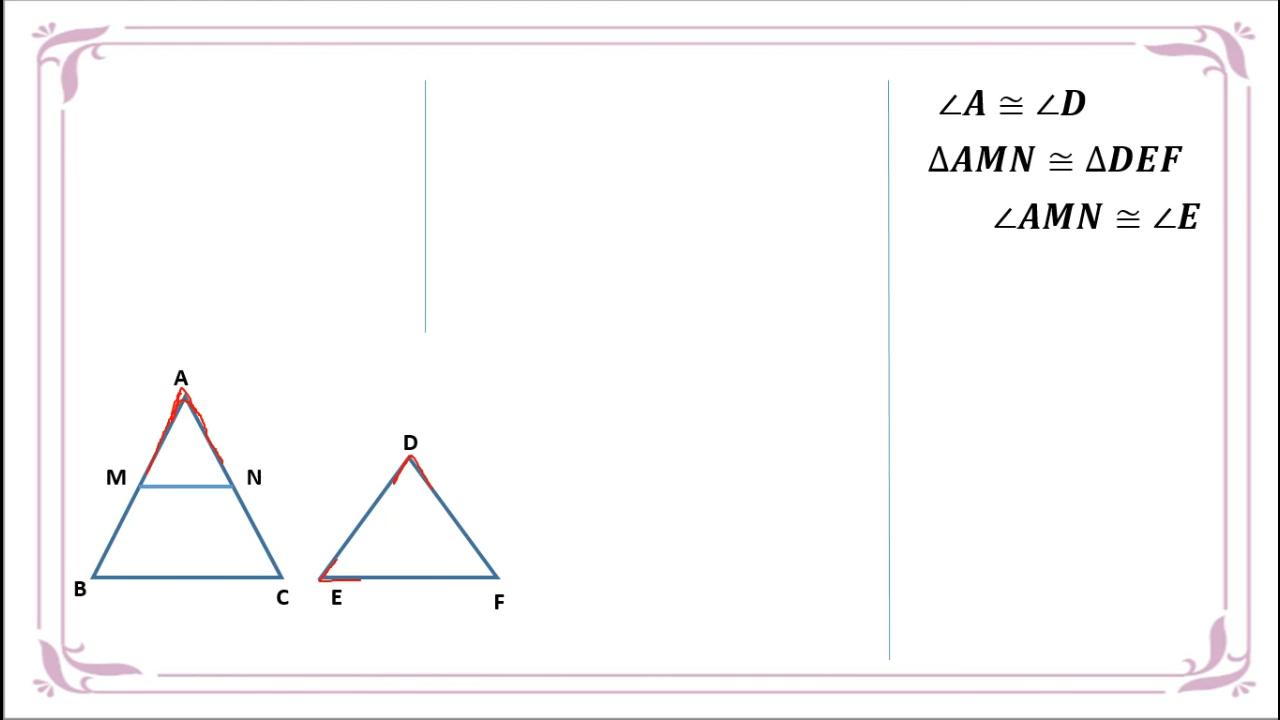 ∠A ≅ ∠D
ΔAMN ≅ ΔDEF
∠AMN ≅ ∠E
A
D
M
N
B
C
E
F